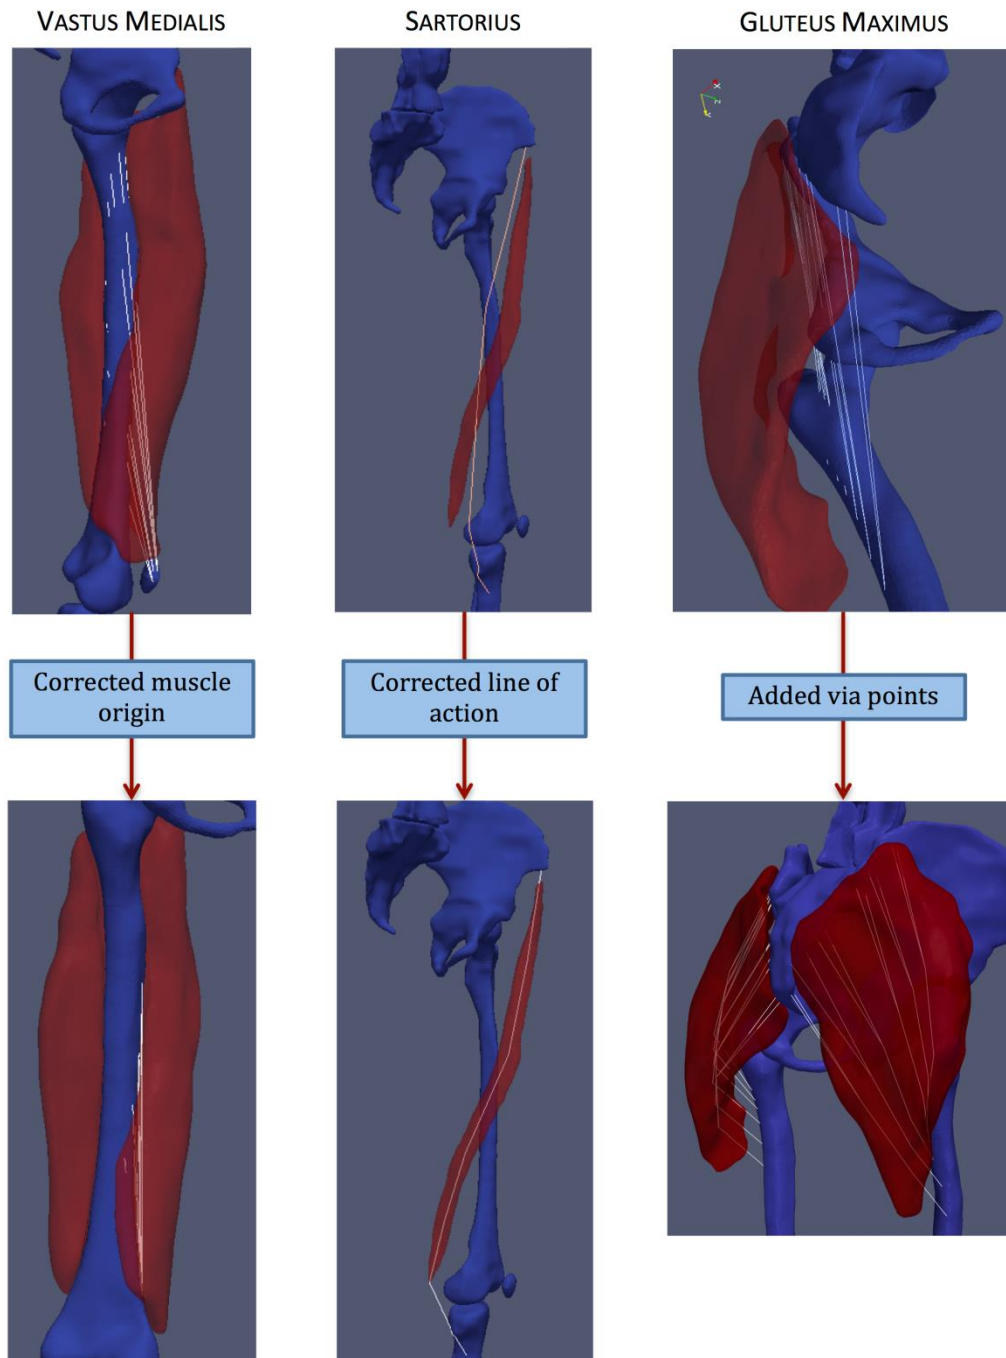 VASTUS MEDIALIS
SARTORIUS
GLUTEUS MAXIMUS
X
Z
Y
Corrected muscle
origin
Corrected line of
action
Added via points